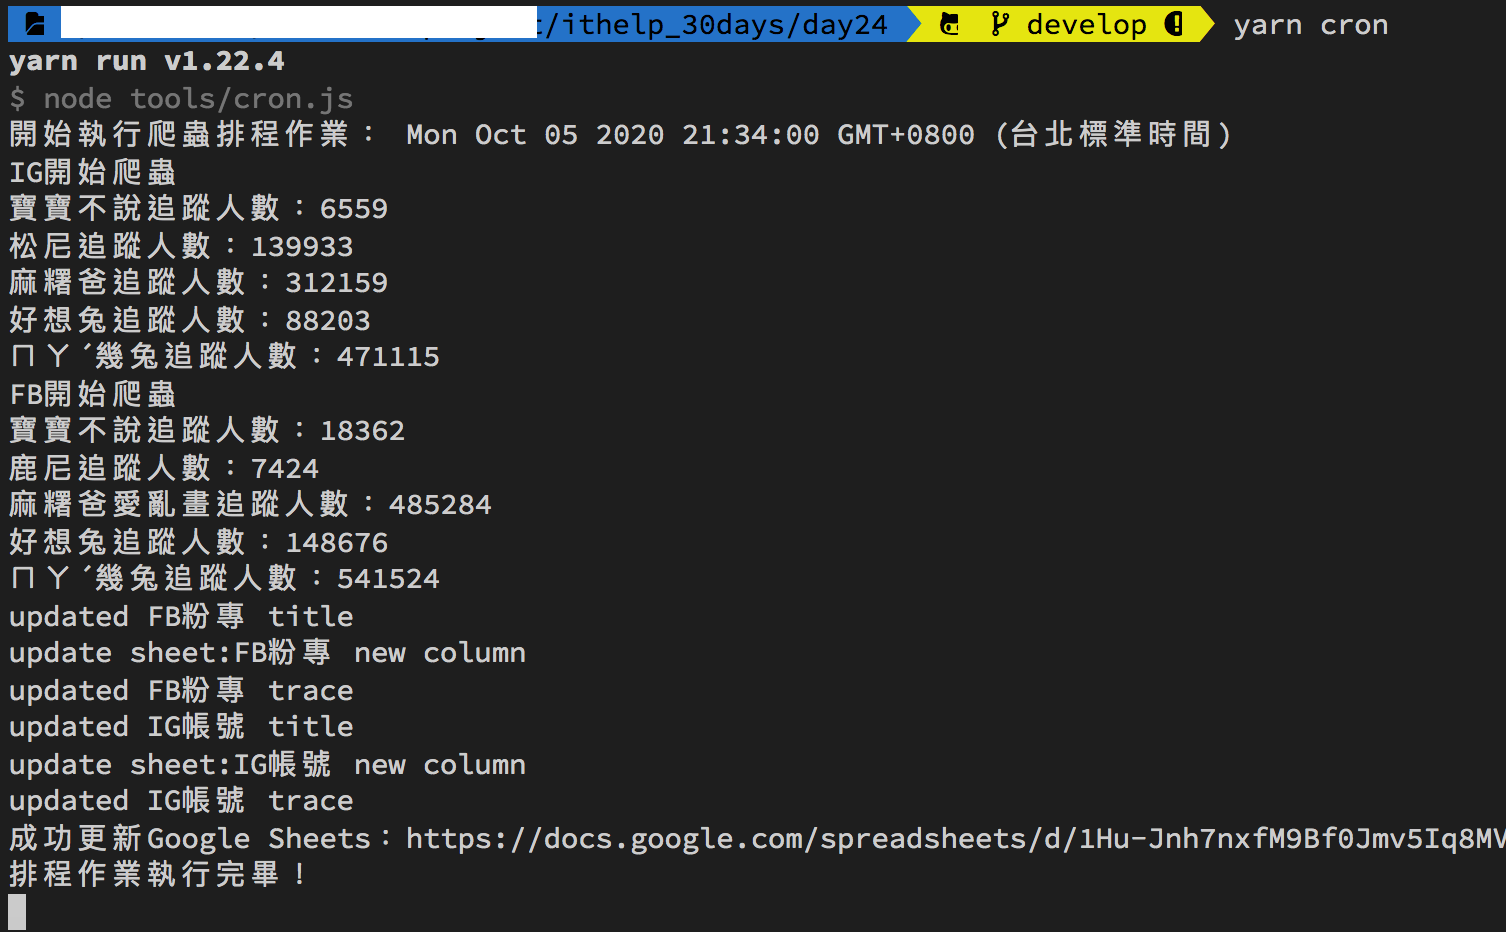 /ithelp_30days/day24 develop yarn cron
yarn run v1.22.4
$ node tools/cron.js
開始執行爬蟲排程作業： Mon Oct 05 2020 21:34:00 GMT+0800 (台北標準時間)
IG開始爬蟲
寶寶不說追蹤人數：6559
松尼追蹤人數：139933
麻糬爸追蹤人數：312159
好想兔追蹤人數：88203
ㄇㄚˊ幾兔追蹤人數：471115
FB開始爬蟲
寶寶不說追蹤人數：18362
鹿尼追蹤人數：7424
麻糬爸愛亂畫追蹤人數：485284
好想兔追蹤人數：148676
ㄇㄚˊ幾兔追蹤人數：541524
updated FB粉專 title
update sheet:FB粉專 new column
updated FB粉專 trace
updated IG帳號 title
update sheet:IG帳號 new column
updated IG帳號 trace
成功更新Google Sheets：https://docs.google.com/spreadsheets/d/1Hu-Jnh7nxfM9Bf0Jmv5Iq8MV
排程作業執行完畢！